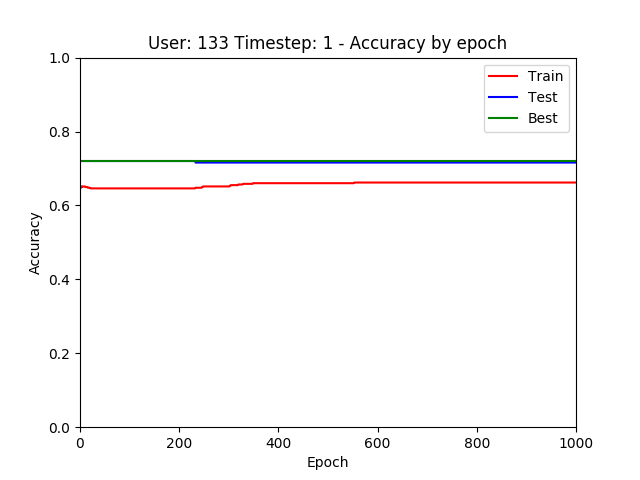 User: 133 Timestep: 1 - Accuracy by epoch
Accuracy
1.0
0.8
0.6
0.4
0.2
0.0
Train
Test
Best
0 200 400 600 800 1000
Epoch